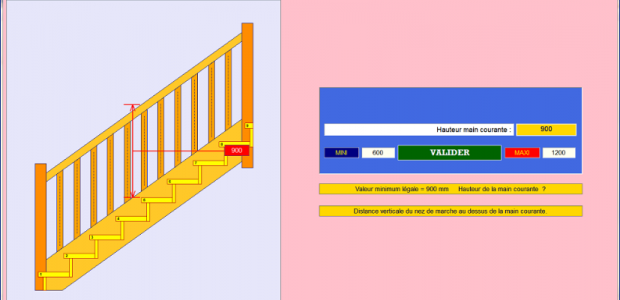 900
Hauteur main courante : 900
MINI 600 VALIDER MAXI 1200
Valeur minimum légale = 900 mm Hauteur de la main courante ?
Distance verticale du nez de marche au dessus de la main courante.